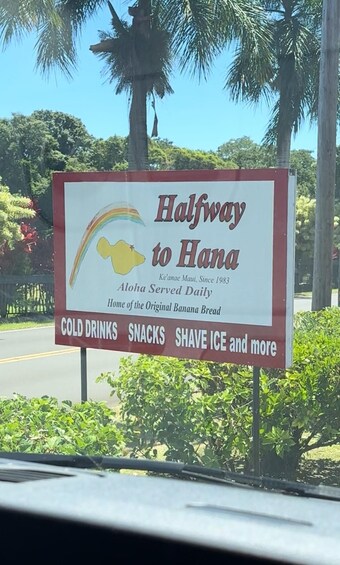 Halfway
to Hana
Ke'anae Maui, Since 1983
Aloha Served Daily
Home of the Original Banana Bread
COLD DRINKS SNACKS SHAVE ICE and more